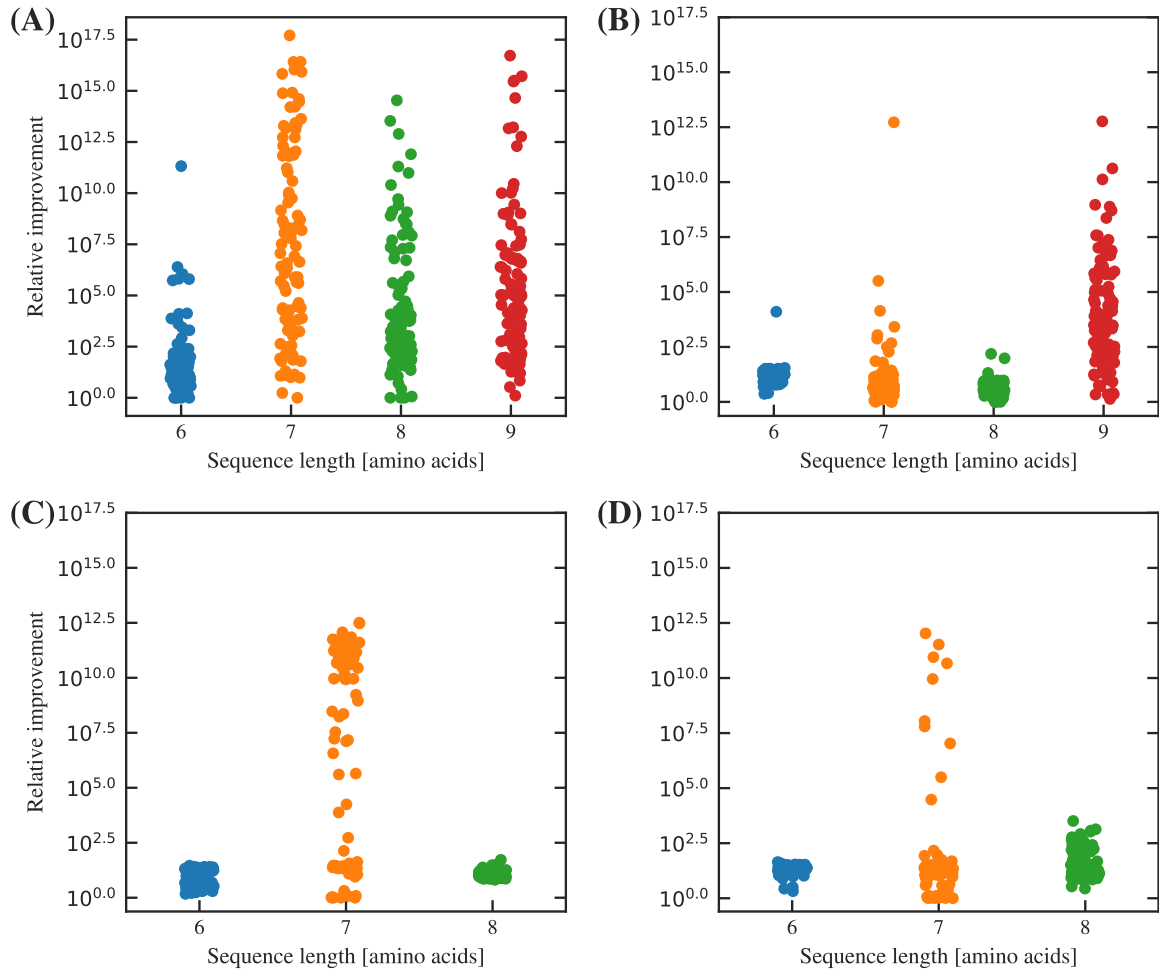 (A)
Relative improvement
10^17.5
10^15.0
10^12.5
10^10.0
10^7.5
10^5.0
10^2.5
10^0.0
6 7 8 9
Sequence length [amino acids]
(B)
10^17.5
10^15.0
10^12.5
10^10.0
10^7.5
10^5.0
10^2.5
10^0.0
6 7 8 9
Sequence length [amino acids]
(C)
Relative improvement
10^17.5
10^15.0
10^12.5
10^10.0
10^7.5
10^5.0
10^2.5
10^0.0
6 7 8
Sequence length [amino acids]
(D)
10^17.5
10^15.0
10^12.5
10^10.0
10^7.5
10^5.0
10^2.5
10^0.0
6 7 8
Sequence length [amino acids]